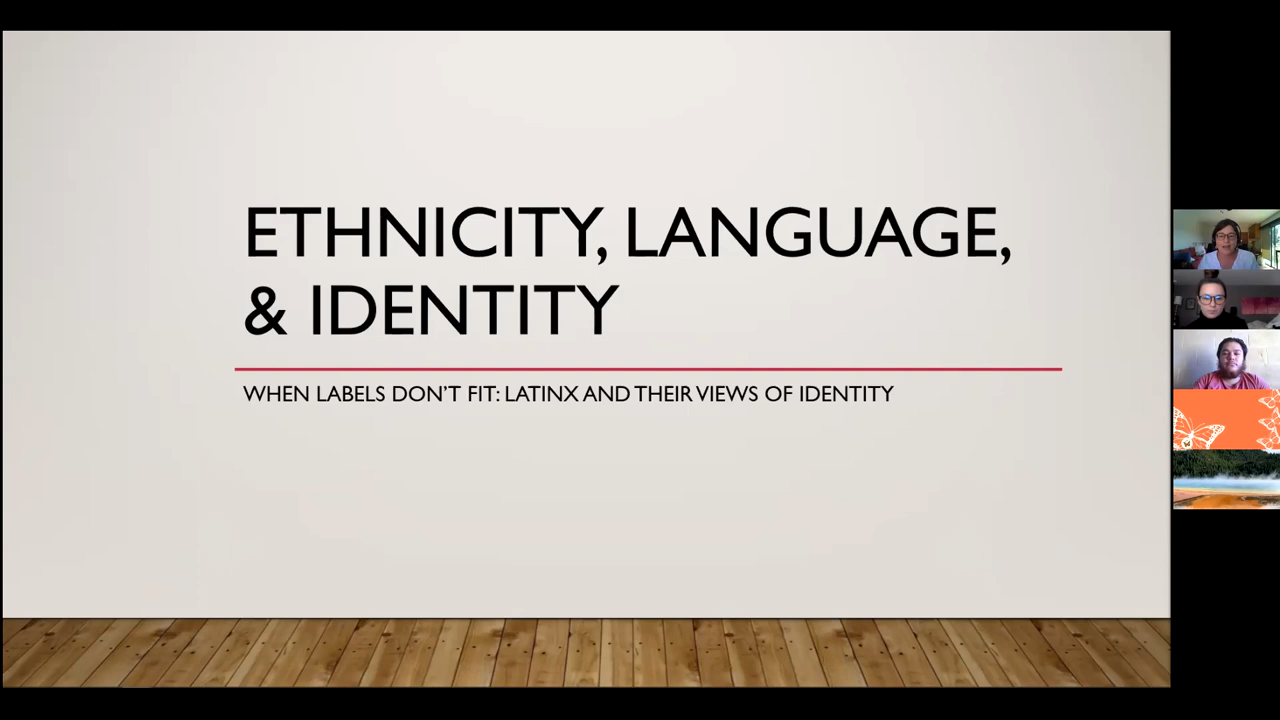 ETHNICITY, LANGUAGE,
& IDENTITY
WHEN LABELS DON'T FIT: LATINX AND THEIR VIEWS OF IDENTITY